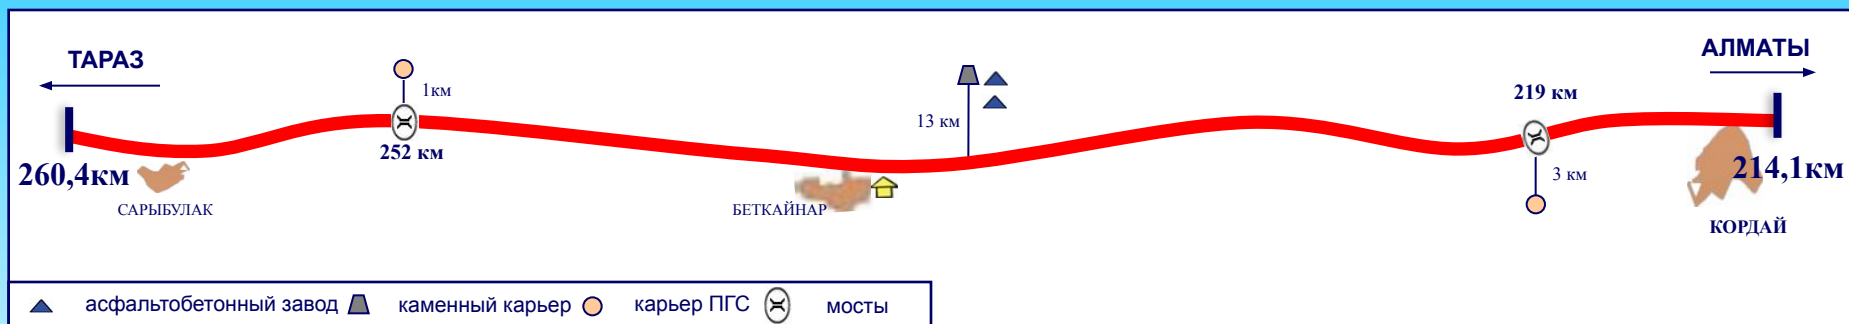 ТАРАЗ
АЛМАТЫ
1км
219 км
13 км
252 км
260,4км
3 км
214,1км
САРЫБУЛАК
БЕТКАЙНАР
КОРДАЙ
асфальтобетонный завод
каменный карьер
карьер ПГС
мосты